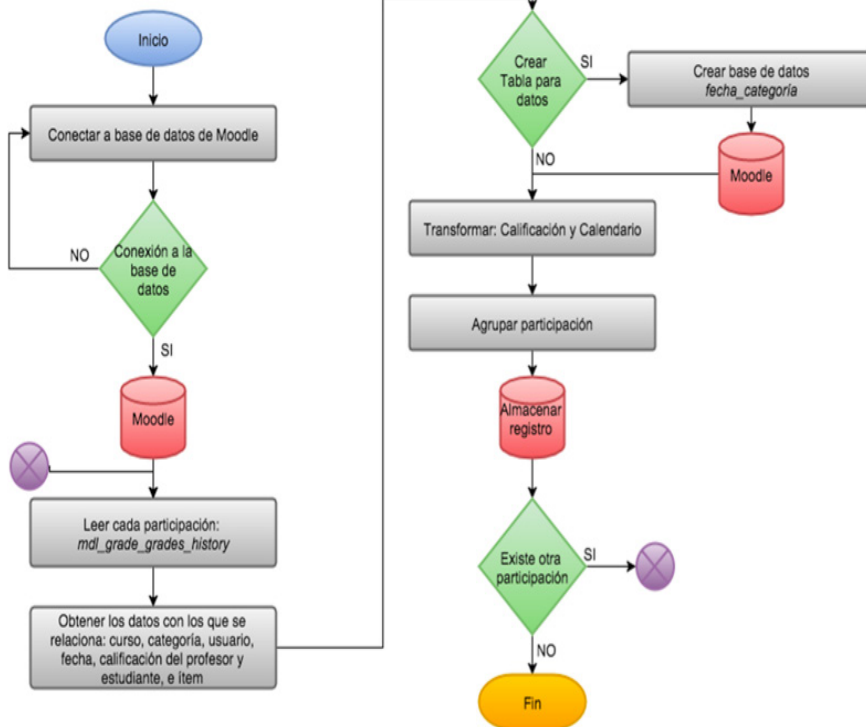 Inicio
Conectar a base de datos de Moodle
NO
Conexión a la
base de
datos
SI
Moodle
Leer cada participación:
mdl_grade_grades_history
Obtener los datos con los que se
relaciona: curso, categoría, usuario,
fecha, calificación del profesor y
estudiante, e ítem
Crear
Tabla para
datos
SI
Crear base de datos
fecha_categoría
Moodle
NO
Transformar: Calificación y Calendario
Agrupar participación
Almacenar
registro
Existe otra
participación
SI
NO
Fin